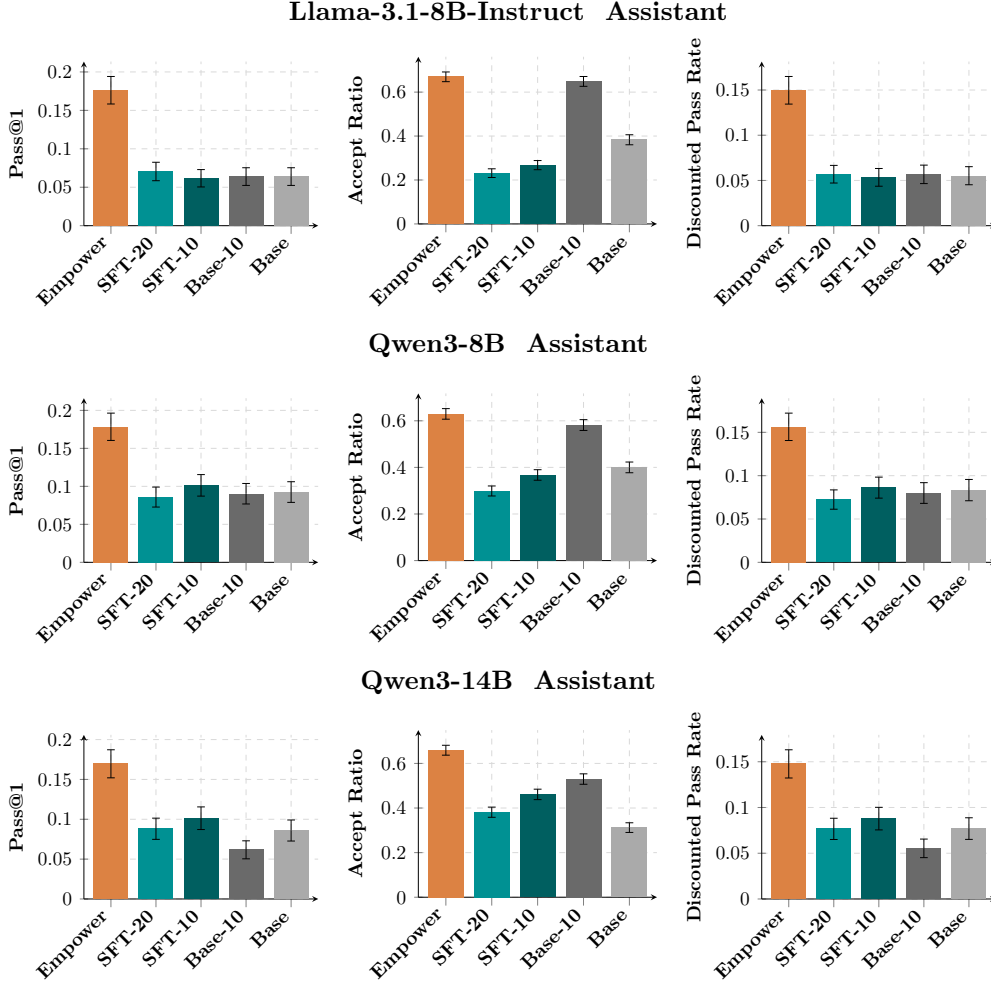 Llama-3.1-8B-Instruct Assistant
Pass@1
0.2
0.15
0.1
0.05
0
Empower
SFT-20
SFT-10
Base-10
Base
Accept Ratio
0.6
0.4
0.2
0
Empower
SFT-20
SFT-10
Base-10
Base
Discounted Pass Rate
0.15
0.1
0.05
0
Empower
SFT-20
SFT-10
Base-10
Base
Qwen3-8B Assistant
Pass@1
0.2
0.15
0.1
0.05
0
Empower
SFT-20
SFT-10
Base-10
Base
Accept Ratio
0.6
0.4
0.2
0
Empower
SFT-20
SFT-10
Base-10
Base
Discounted Pass Rate
0.15
0.1
0.05
0
Empower
SFT-20
SFT-10
Base-10
Base
Qwen3-14B Assistant
Pass@1
0.2
0.15
0.1
0.05
0
Empower
SFT-20
SFT-10
Base-10
Base
Accept Ratio
0.6
0.4
0.2
0
Empower
SFT-20
SFT-10
Base-10
Base
Discounted Pass Rate
0.15
0.1
0.05
0
Empower
SFT-20
SFT-10
Base-10
Base